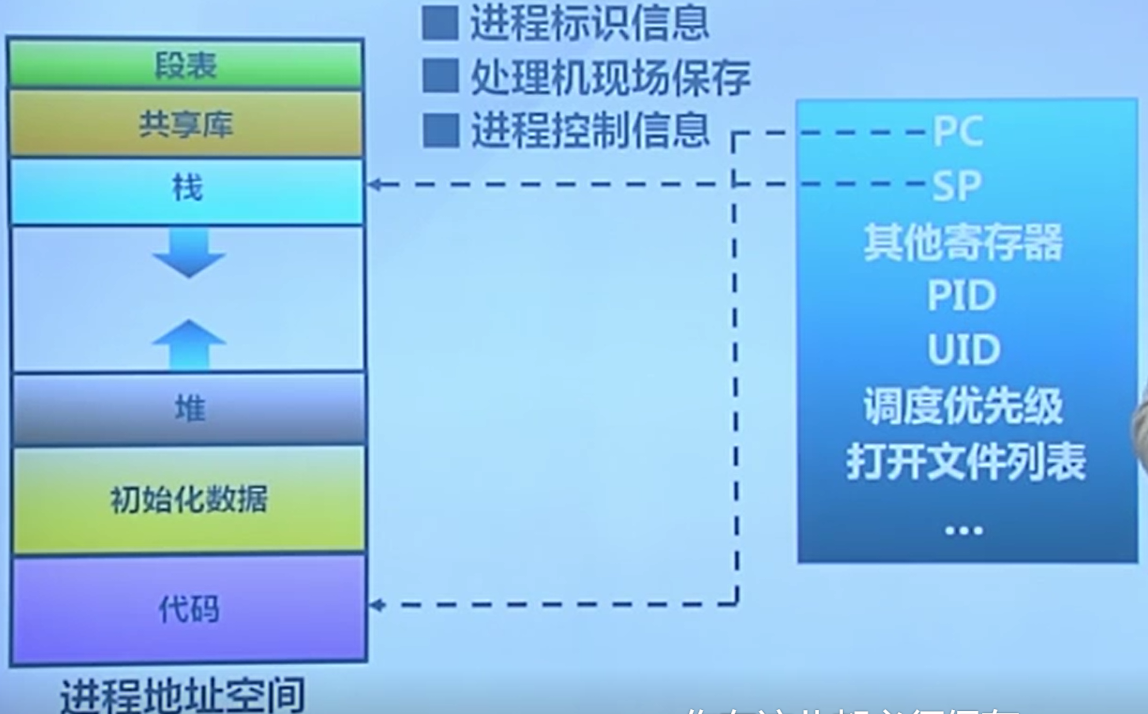 进程标识信息
处理机现场保存
进程控制信息
段表
共享库
栈
堆
初始化数据
代码
进程地址空间
PC
SP
其他寄存器
PID
UID
调度优先级
打开文件列表
...